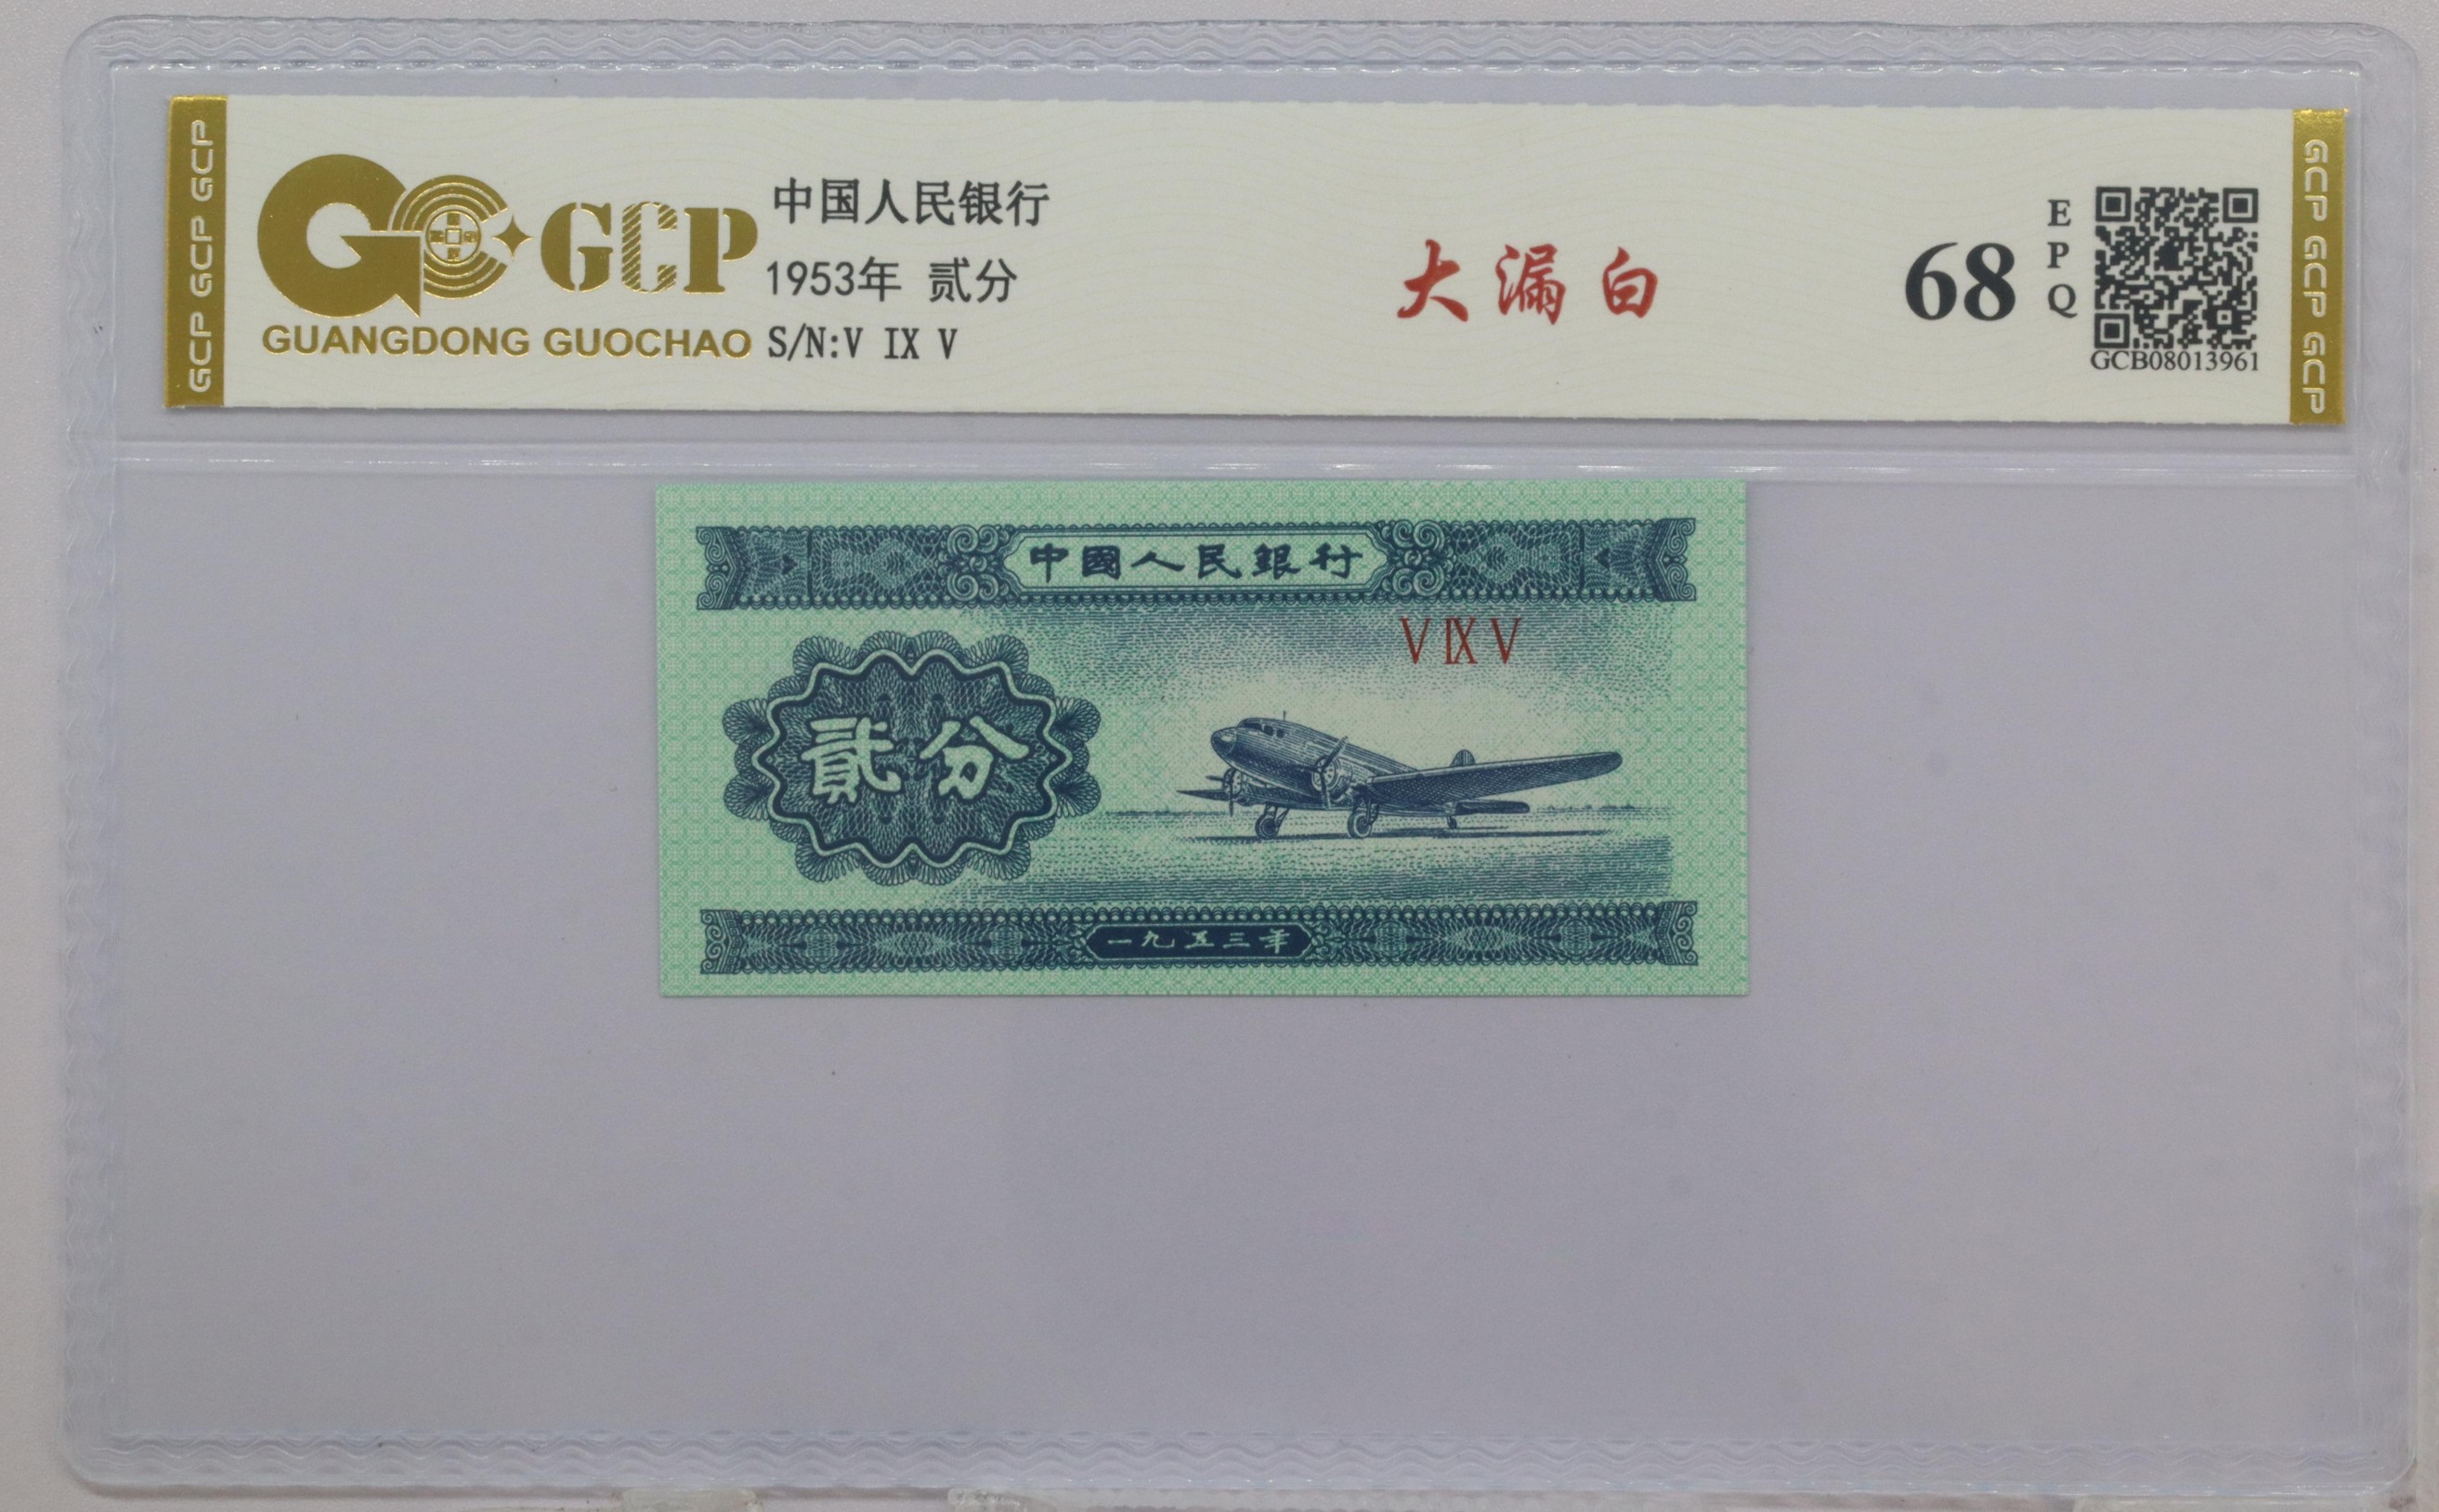 GCP GCP GCP
GCP
GUANGDONG GUOCHAO
中国人民银行
1953年 贰分
S/N:V IX V
大漏白
68
EPQ
GCB08013961
GCP GCP GCP
中國人民銀行
V IX V
貳分
一九五三年